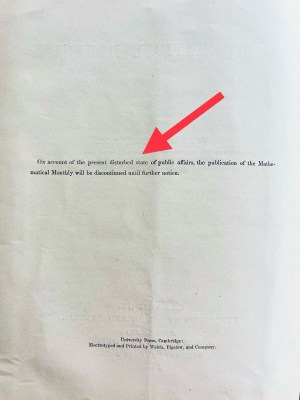 On account of the present disturbed state of public affairs, the publication of the Mathe-
matical Monthly will be discontinued until further notice.
University Press, Cambridge:
Electrotyped and Printed by Welch, Bigelow, and Company.